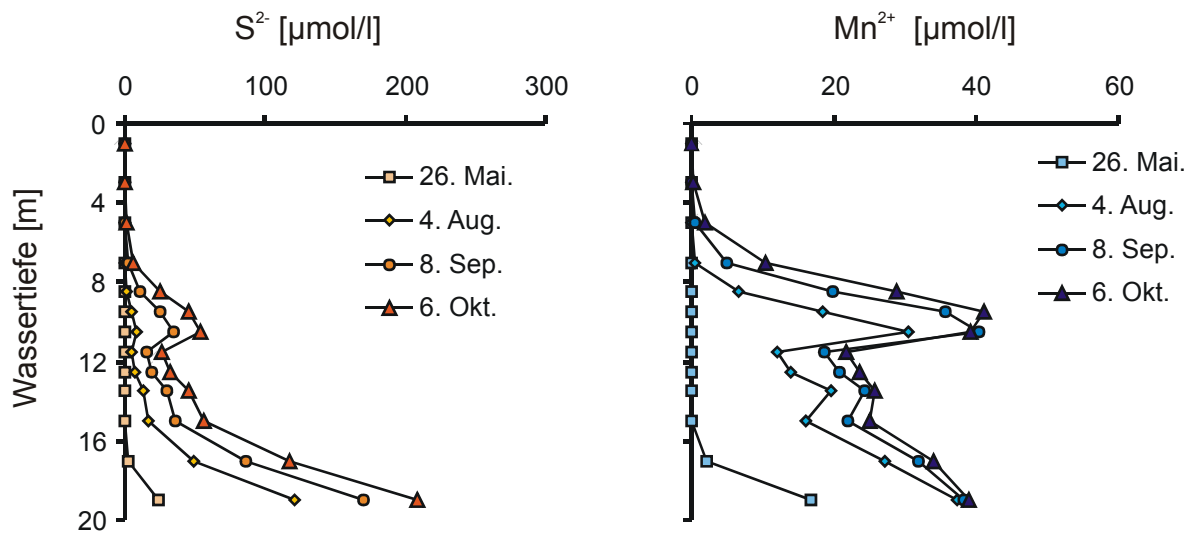 S²⁻ [µmol/l]
0 100 200 300
0
4
8
12
16
20
Wassertiefe [m]
26. Mai.
4. Aug.
8. Sep.
6. Okt.
Mn²⁺ [µmol/l]
0 20 40 60
26. Mai.
4. Aug.
8. Sep.
6. Okt.